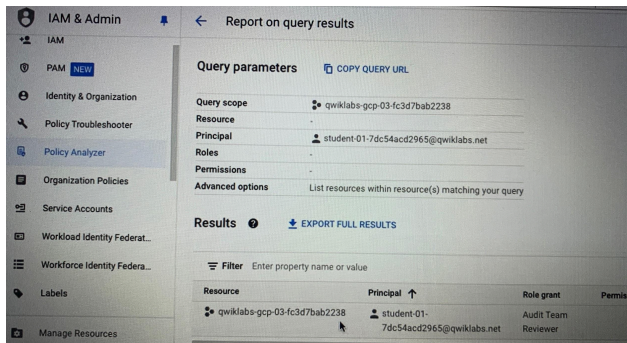 IAM & Admin
Report on query results
IAM
PAM NEW
Identity & Organization
Policy Troubleshooter
Policy Analyzer
Organization Policies
Service Accounts
Workload Identity Federat...
Workforce Identity Federa...
Labels
Manage Resources
Query parameters COPY QUERY URL
Query scope qwiklabs-gcp-03-fc3d7bab2238
Resource -
Principal student-01-7dc54acd2965@qwiklabs.net
Roles -
Permissions -
Advanced options List resources within resource(s) matching your query
Results EXPORT FULL RESULTS
Filter Enter property name or value
Resource Principal Role grant Permis
qwiklabs-gcp-03-fc3d7bab2238 student-01- Audit Team
7dc54acd2965@qwiklabs.net Reviewer